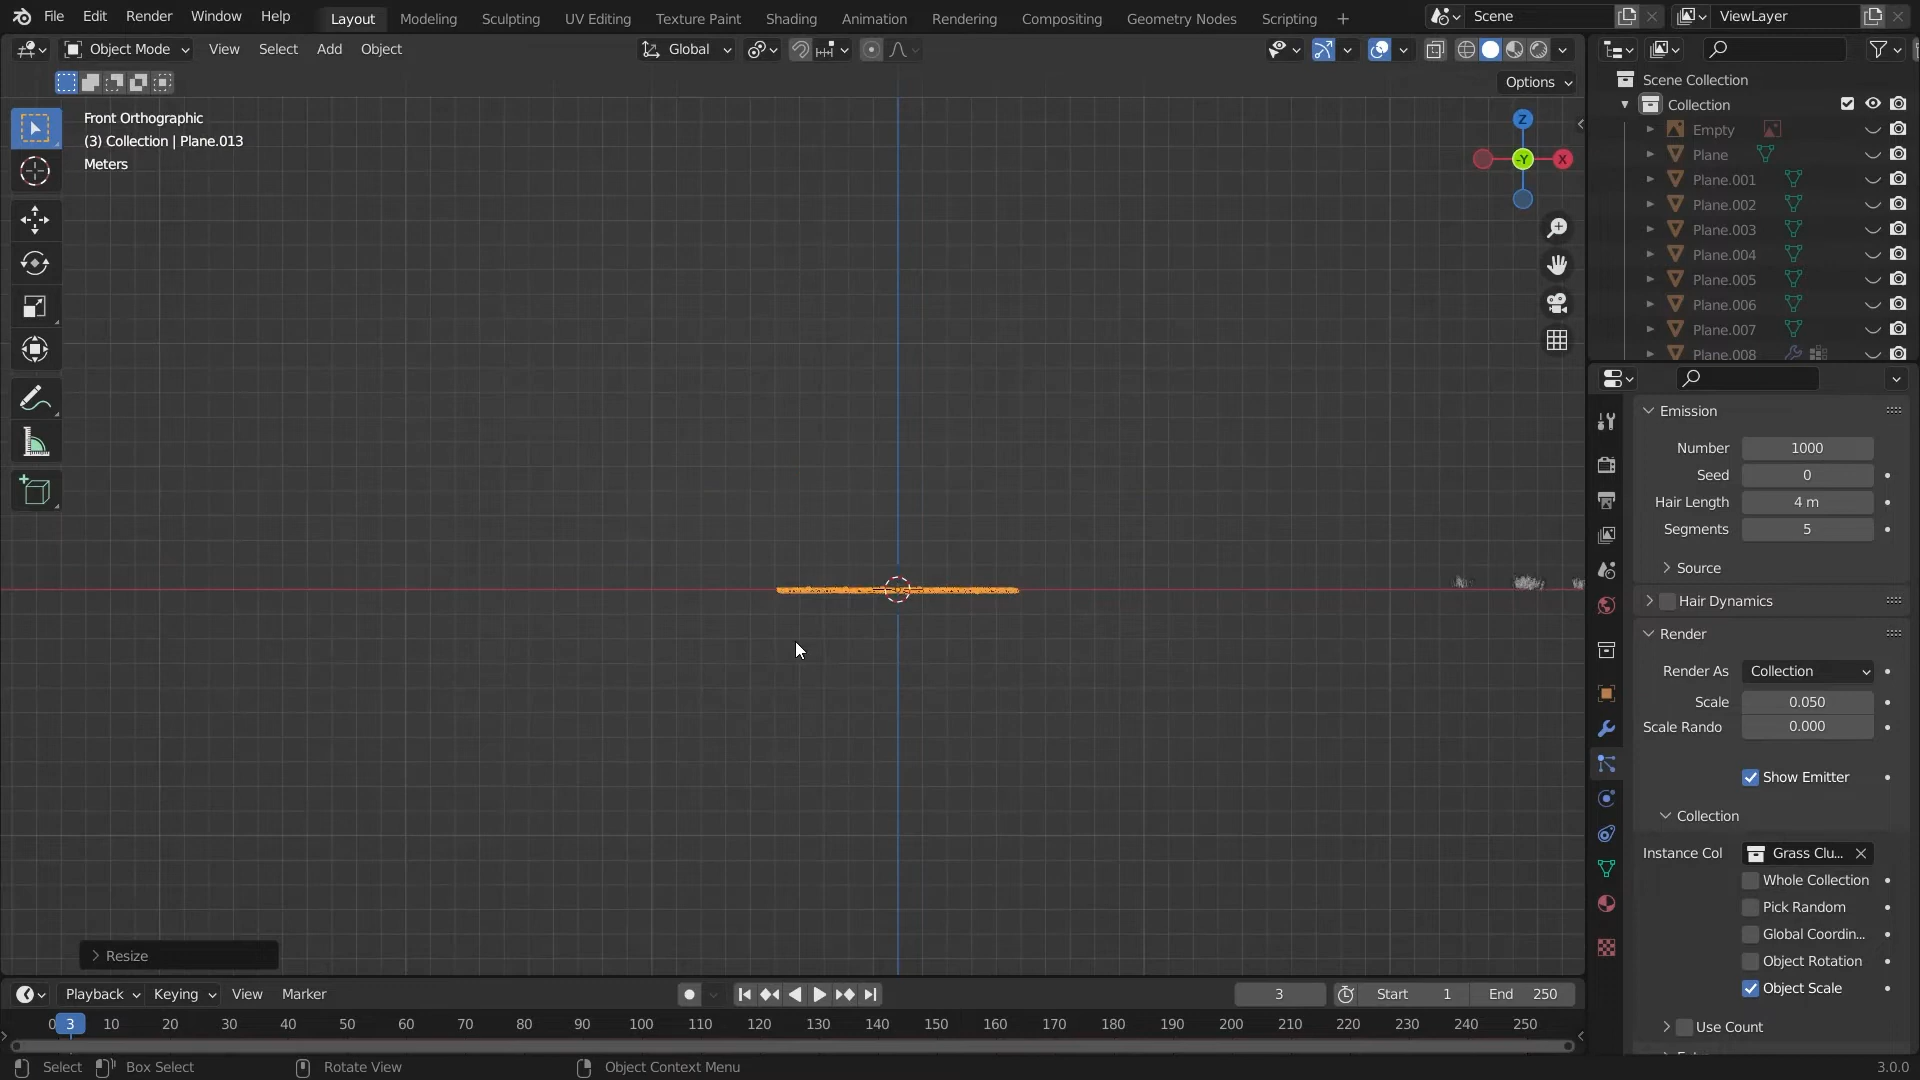 File Edit Render Window Help Layout Modeling Sculpting UV Editing Texture Paint Shading Animation Rendering Compositing Geometry Nodes Scripting + Scene ViewLayer
Object Mode View Select Add Object Global
Options
Front Orthographic
(3) Collection | Plane.013
Meters
Z
-Y
X
Resize
Scene Collection
Collection
Empty
Plane
Plane.001
Plane.002
Plane.003
Plane.004
Plane.005
Plane.006
Plane.007
Plane.008
Emission
Number 1000
Seed 0
Hair Length 4 m
Segments 5
Source
Hair Dynamics
Render
Render As Collection
Scale 0.050
Scale Rando 0.000
Show Emitter
Collection
Instance Col Grass Clu...
Whole Collection
Pick Random
Global Coordin...
Object Rotation
Object Scale
Use Count
Playback Keying View Marker 3 Start 1 End 250
0 3 10 20 30 40 50 60 70 80 90 100 110 120 130 140 150 160 170 180 190 200 210 220 230 240 250
Select Box Select Rotate View Object Context Menu 3.0.0